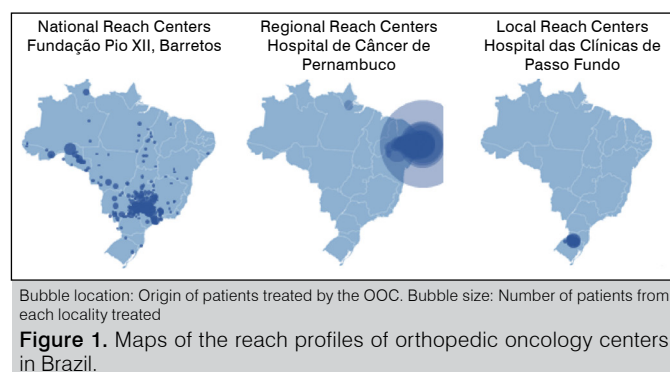 National Reach Centers
Fundação Pio XII, Barretos
Regional Reach Centers
Hospital de Câncer de
Pernambuco
Local Reach Centers
Hospital das Clínicas de
Passo Fundo
Bubble location: Origin of patients treated by the OOC. Bubble size: Number of patients from
each locality treated
Figure 1. Maps of the reach profiles of orthopedic oncology centers
in Brazil.